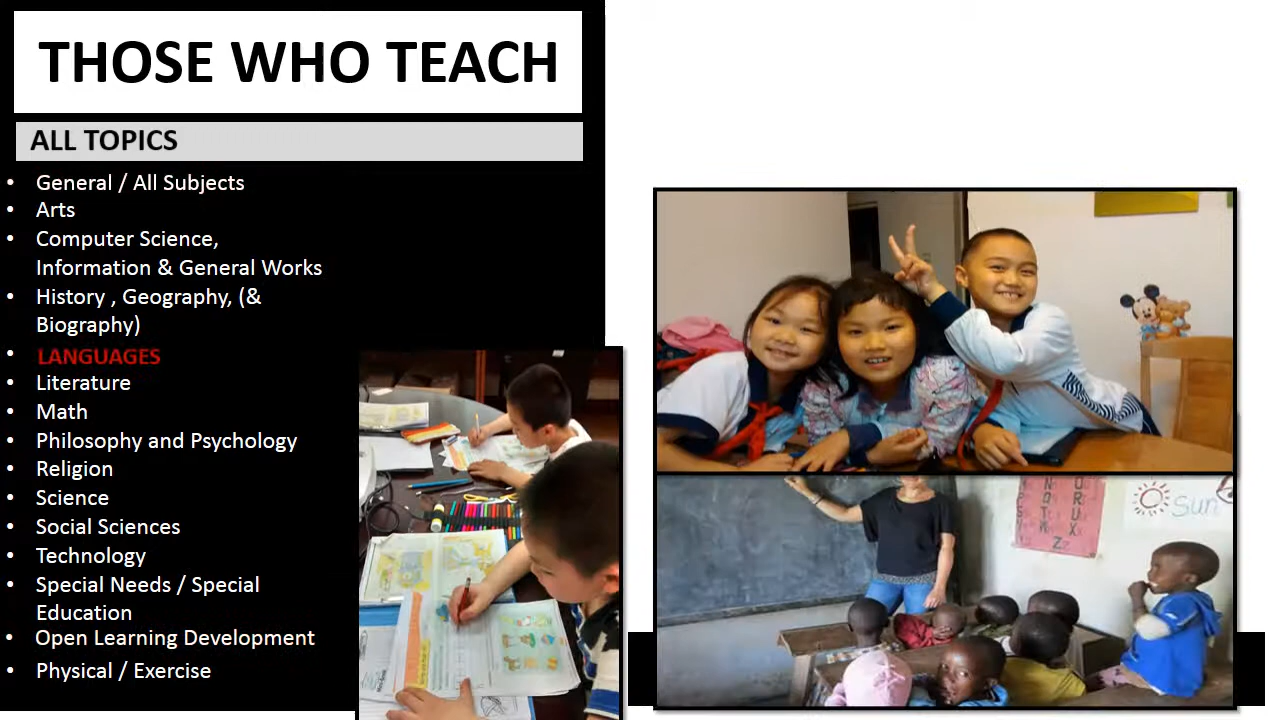 THOSE WHO TEACH
ALL TOPICS
• General / All Subjects
• Arts
• Computer Science,
Information & General Works
• History , Geography, (&
Biography)
• LANGUAGES
• Literature
• Math
• Philosophy and Psychology
• Religion
• Science
• Social Sciences
• Technology
• Special Needs / Special
Education
• Open Learning Development
• Physical / Exercise
Sun